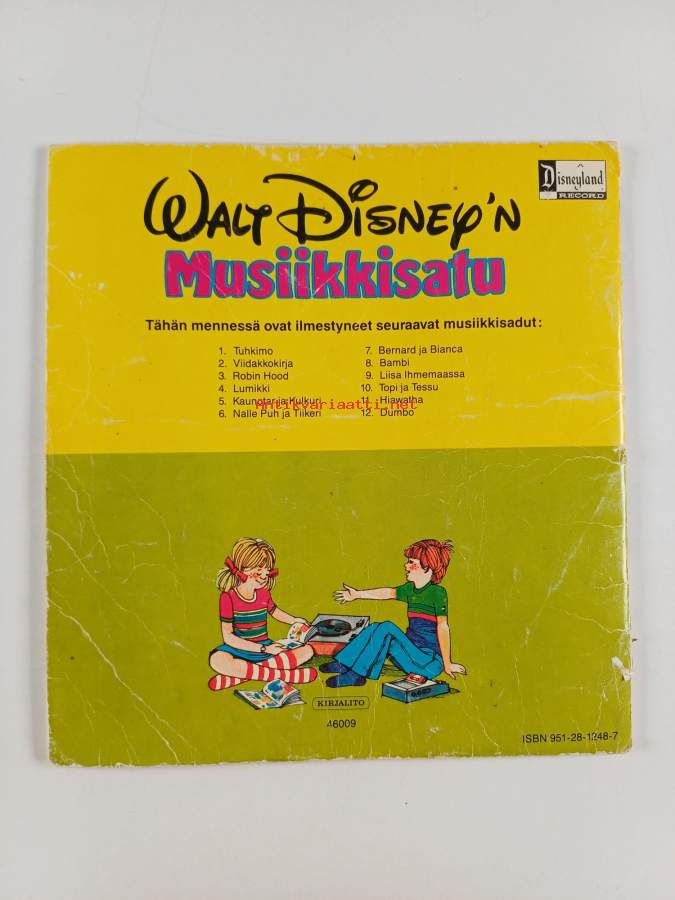 Disneyland
RECORD
WALT DISNEY'N
Musiikkisatu
Tähän mennessä ovat ilmestyneet seuraavat musiikkisadut:
1. Tuhkimo
2. Viidakkokirja
3. Robin Hood
4. Lumikki
5. Kaunotar ja Kulkuri
6. Nalle Puh ja Tiikeri
7. Bernard ja Bianca
8. Bambi
9. Liisa Ihmemaassa
10. Topi ja Tessu
11. Hiawatha
12. Dumbo
Antikvariaatti.net
KIRJALITO
46009
ISBN 951-28-1248-7